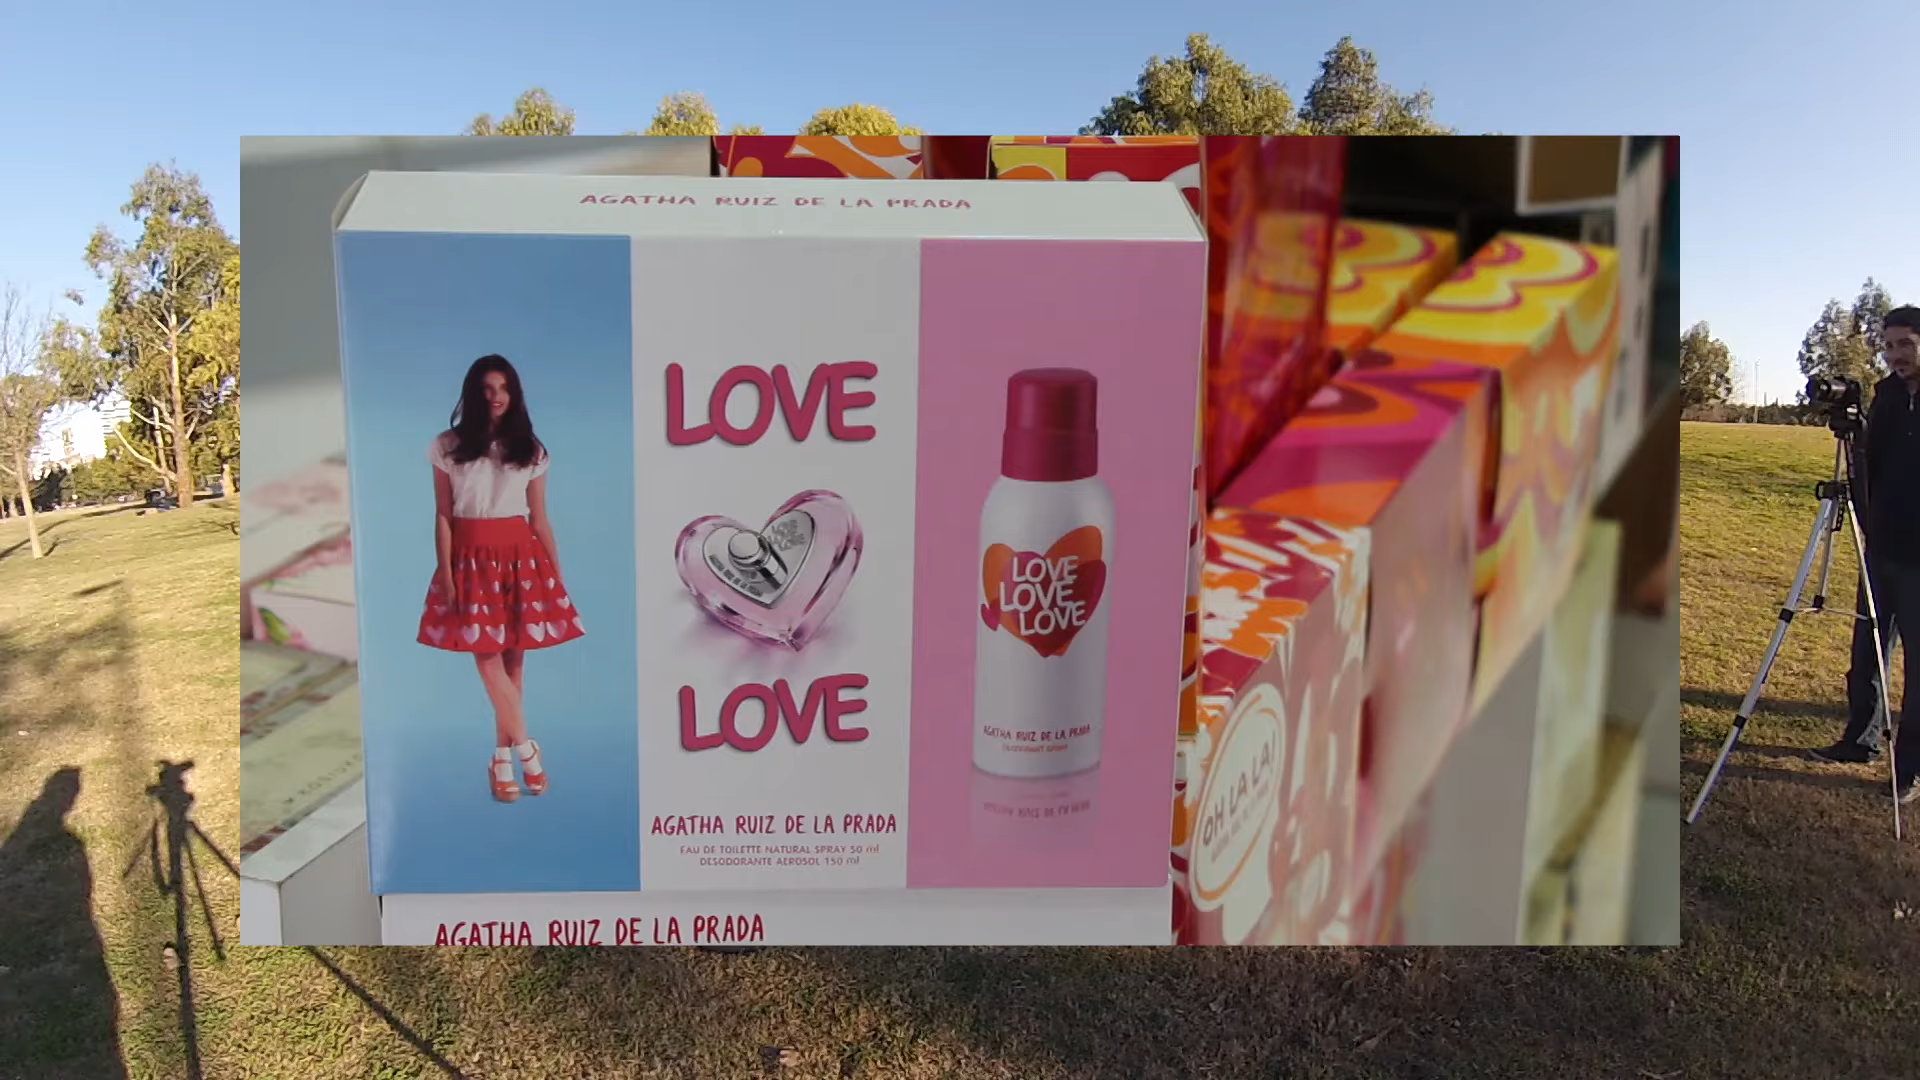 AGATHA RUIZ DE LA PRADA
LOVE
LOVE
AGATHA RUIZ DE LA PRADA
EAU DE TOILETTE NATURAL SPRAY 50 ml
DESODORANTE AEROSOL 150 ml
LOVE
LOVE
LOVE
AGATHA RUIZ DE LA PRADA
AGATHA RUIZ DE LA PRADA
OH LA LA!